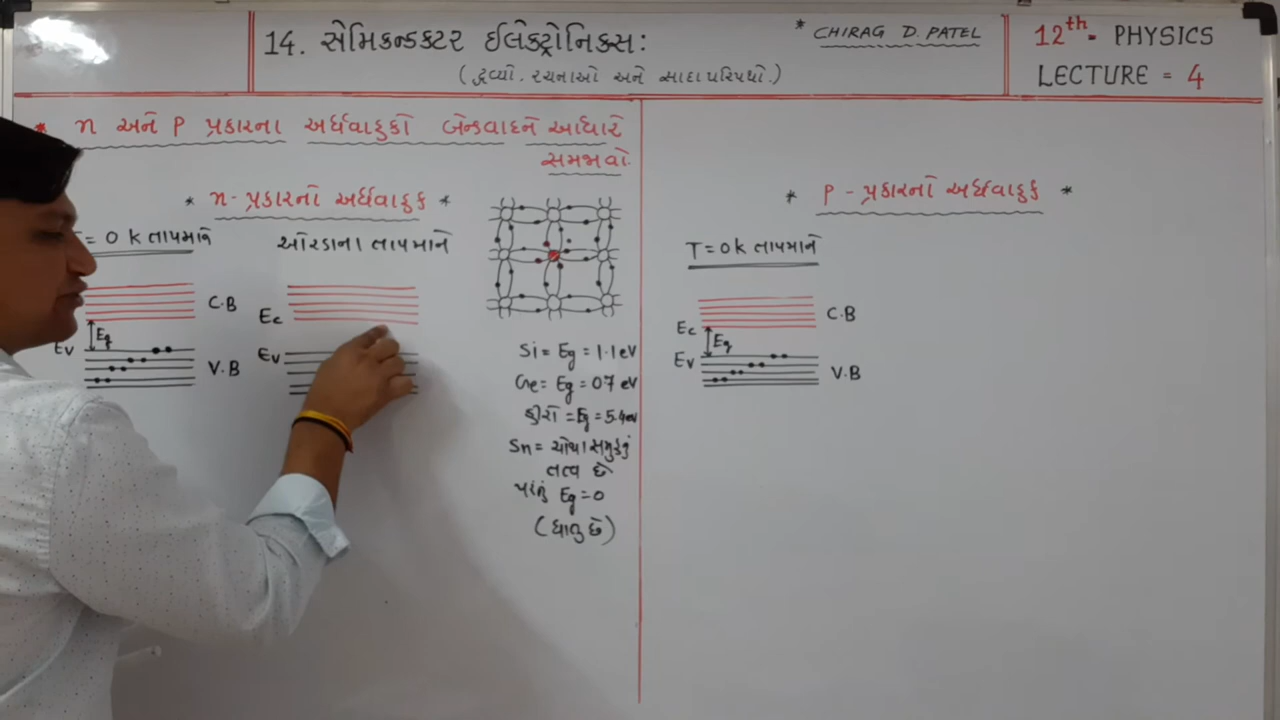 14. સેમિકન્ડક્ટર ઈલેક્ટ્રોનિક્સ:
(દ્રવ્યો, રચનાઓ અને સાદા પરિપથો.)
* CHIRAG D. PATEL
12th - PHYSICS
LECTURE = 4
* n અને P પ્રકારના અર્ધવાહકો બેન્ડવાદને આધારે
સમજાવો.
* n- પ્રકારનો અર્ધવાહક *
= 0 K તાપમાને
ઓરડાના તાપમાને
C.B
Eg
Ev
V.B
Ec
Ev
Si = Eg = 1.1 eV
Ge = Eg = 0.7 eV
હીરો = Eg = 5.4 eV
Sn = ચોથા સમુહનું
તત્વ છે
પરંતુ Eg = 0
(ધાતુ છે)
* P - પ્રકારનો અર્ધવાહક *
T = 0 K તાપમાને
C.B
Ec
Eg
Ev
V.B